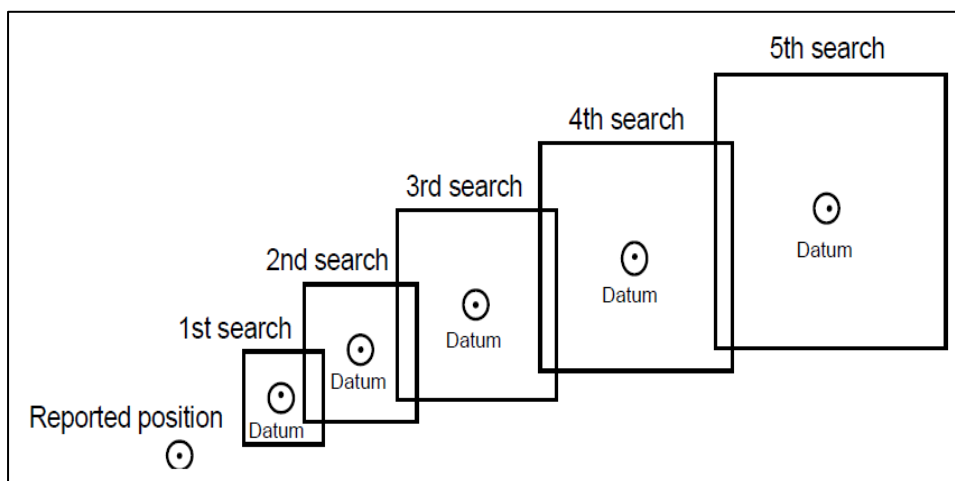 5th search
4th search
3rd search
2nd search
1st search
Reported position
Datum
Datum
Datum
Datum
Datum